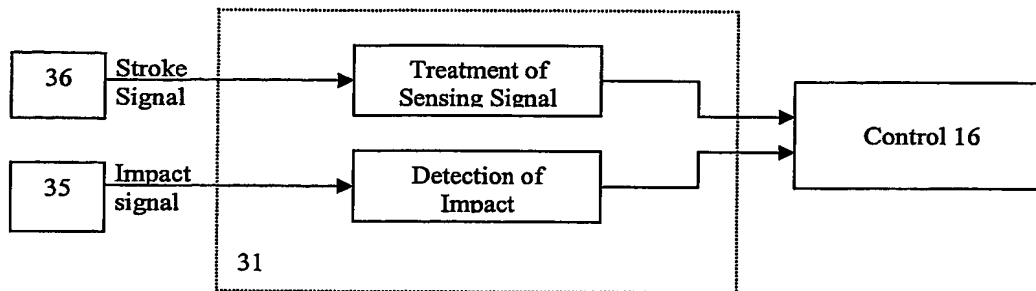 36
Stroke
Signal
Treatment of
Sensing Signal
Control 16
35
Impact
signal
Detection of
Impact
31